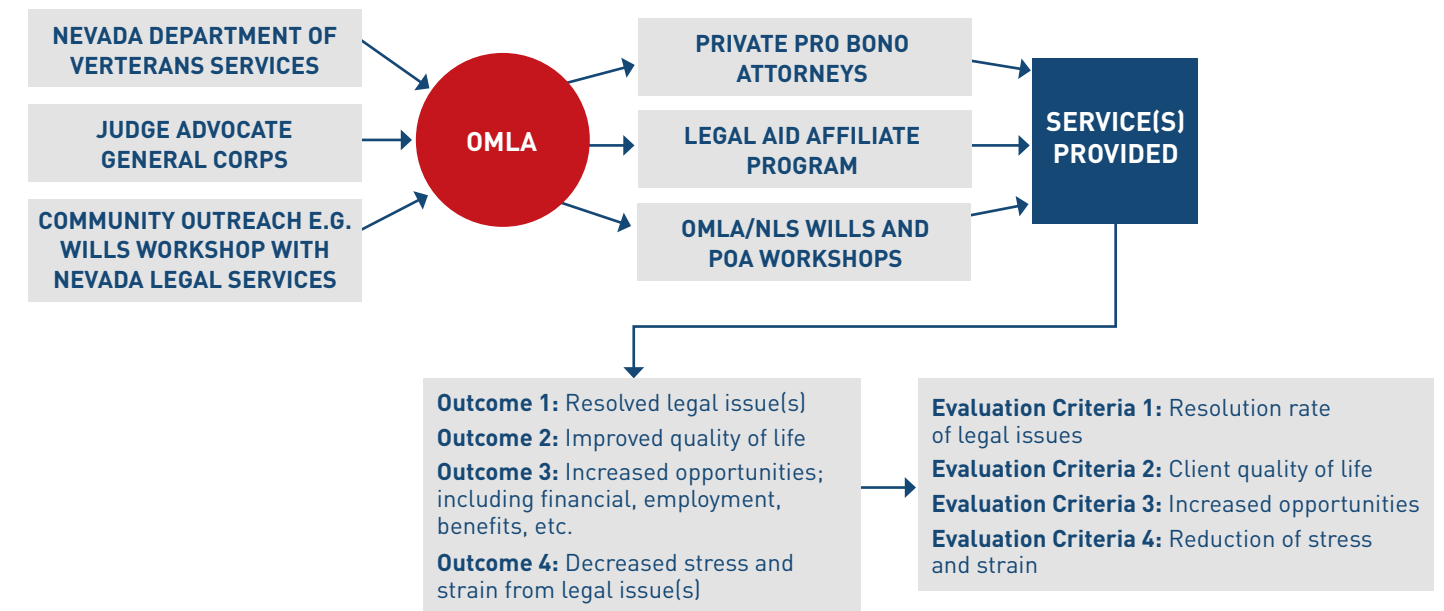 NEVADA DEPARTMENT OF
VERTERANS SERVICES
JUDGE ADVOCATE
GENERAL CORPS
COMMUNITY OUTREACH E.G.
WILLS WORKSHOP WITH
NEVADA LEGAL SERVICES
OMLA
PRIVATE PRO BONO
ATTORNEYS
LEGAL AID AFFILIATE
PROGRAM
OMLA/NLS WILLS AND
POA WORKSHOPS
SERVICE(S)
PROVIDED
Outcome 1: Resolved legal issue(s)
Outcome 2: Improved quality of life
Outcome 3: Increased opportunities;
including financial, employment,
benefits, etc.
Outcome 4: Decreased stress and
strain from legal issue(s)
Evaluation Criteria 1: Resolution rate
of legal issues
Evaluation Criteria 2: Client quality of life
Evaluation Criteria 3: Increased opportunities
Evaluation Criteria 4: Reduction of stress
and strain